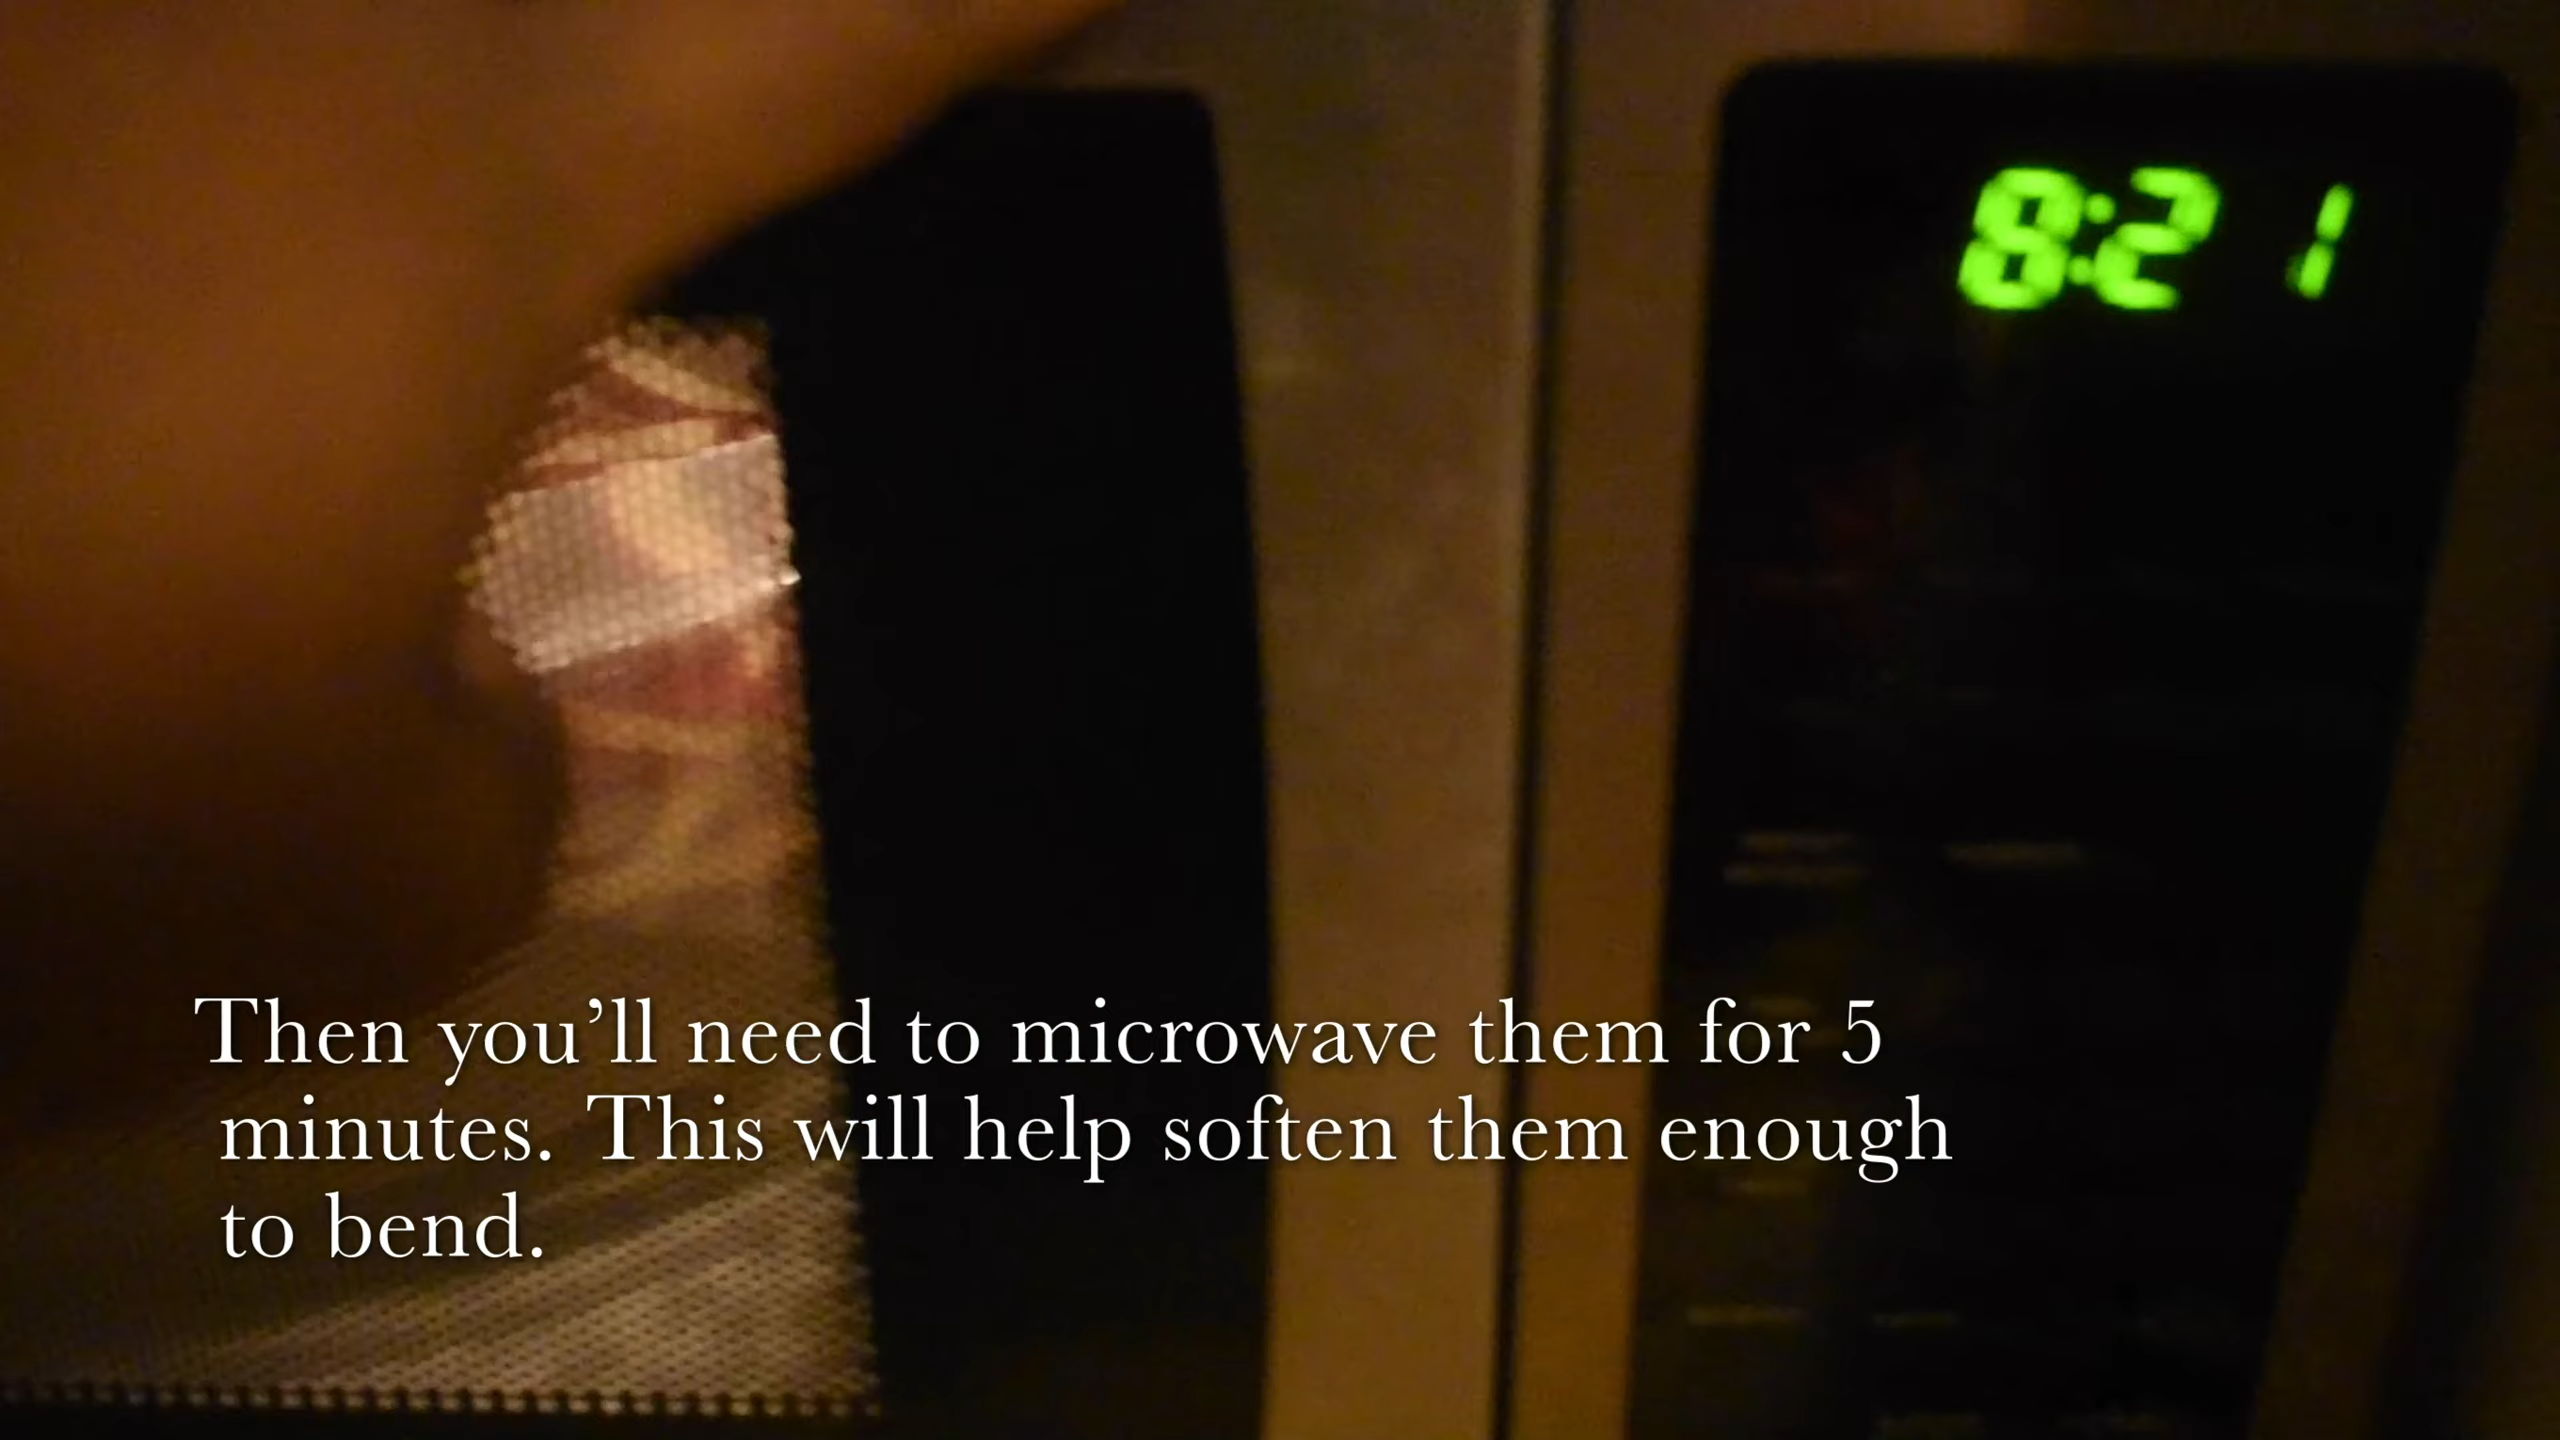 8:21
Then you’ll need to microwave them for 5
minutes. This will help soften them enough
to bend.